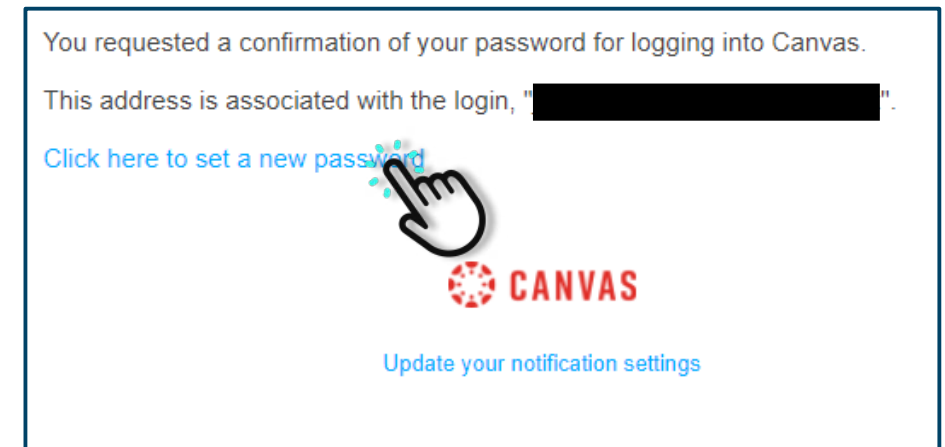 You requested a confirmation of your password for logging into Canvas.
This address is associated with the login, "".
Click here to set a new password
CANVAS
Update your notification settings